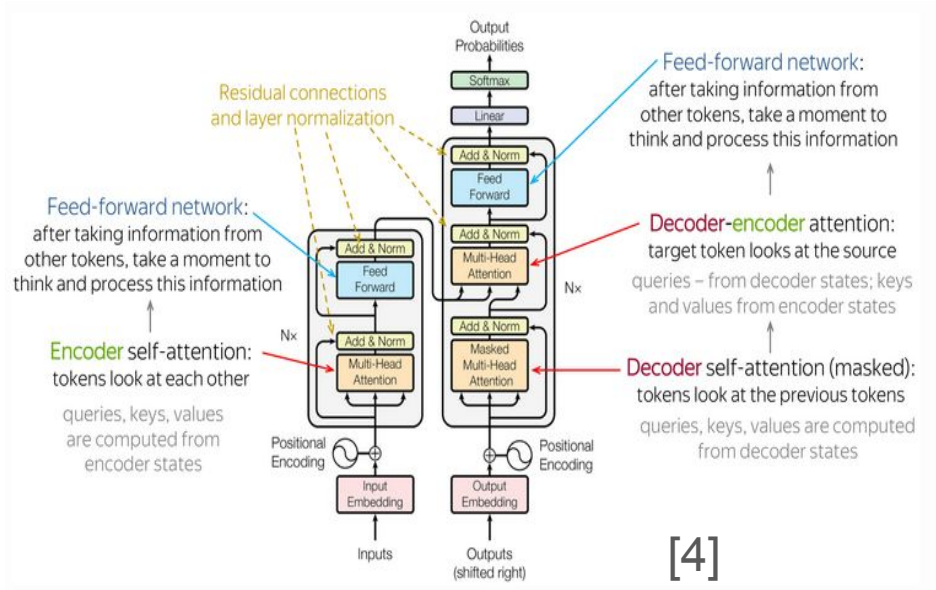 Output
Probabilities
Softmax
Linear
Add & Norm
Feed
Forward
Add & Norm
Multi-Head
Attention
Add & Norm
Masked
Multi-Head
Attention
Nx
Positional
Encoding
Output
Embedding
Outputs
(shifted right)
Residual connections
and layer normalization
Add & Norm
Feed
Forward
Add & Norm
Multi-Head
Attention
Nx
Positional
Encoding
Input
Embedding
Inputs
Feed-forward network:
after taking information from
other tokens, take a moment to
think and process this information
Encoder self-attention:
tokens look at each other
queries, keys, values
are computed from
encoder states
Feed-forward network:
after taking information from
other tokens, take a moment to
think and process this information
Decoder-encoder attention:
target token looks at the source
queries – from decoder states; keys
and values from encoder states
Decoder self-attention (masked):
tokens look at the previous tokens
queries, keys, values are computed
from decoder states
[4]